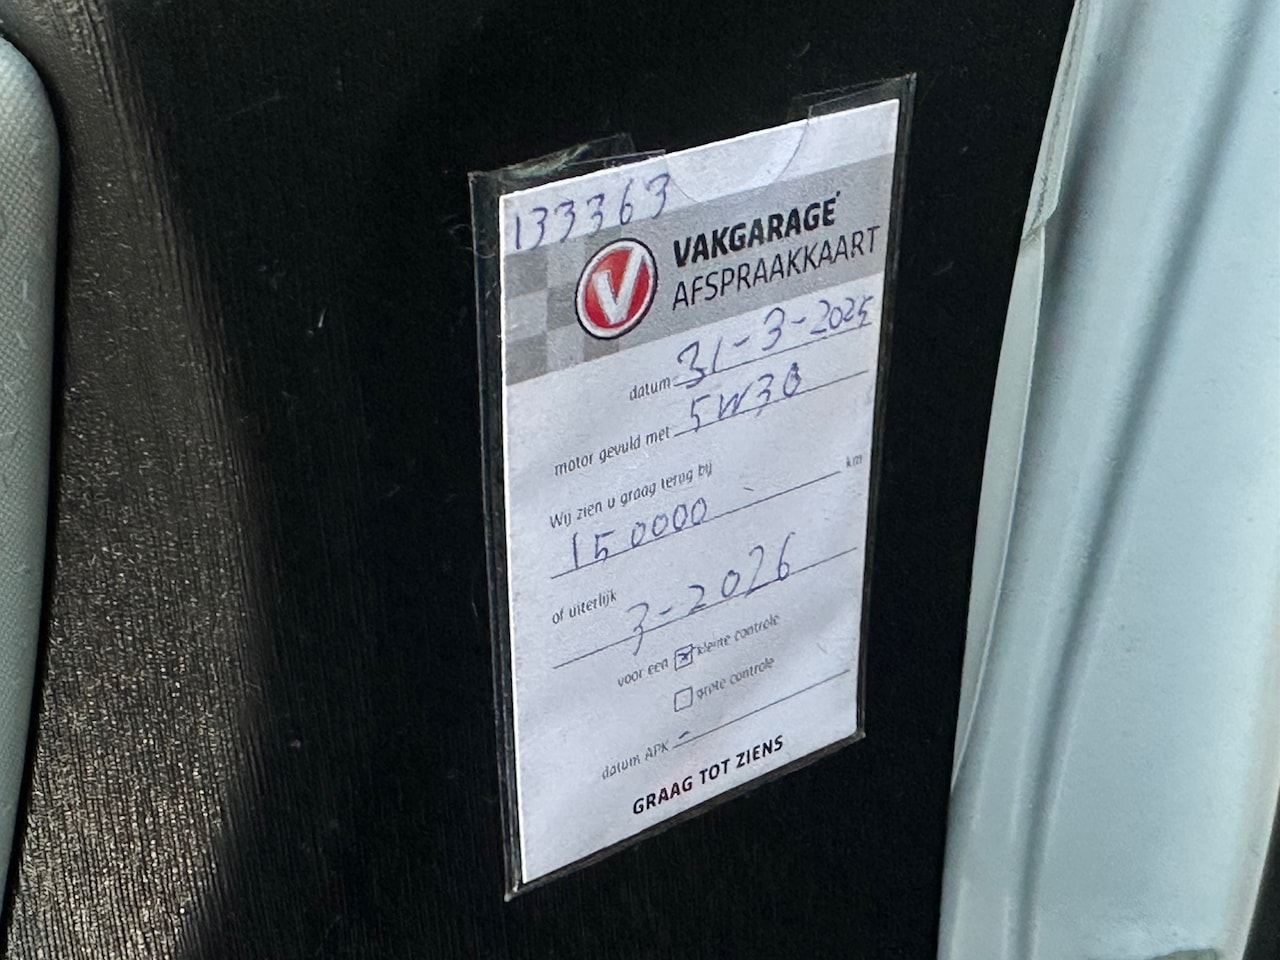 133363
V
VAKGARAGE
AFSPRAAKKAART
datum 31-3-2025
motor gevuld met 5W30
Wij zien u graag terug bij
150000 km
of uiterlijk
3-2026
voor een kleine controle
grote controle
datum APK -
GRAAG TOT ZIENS